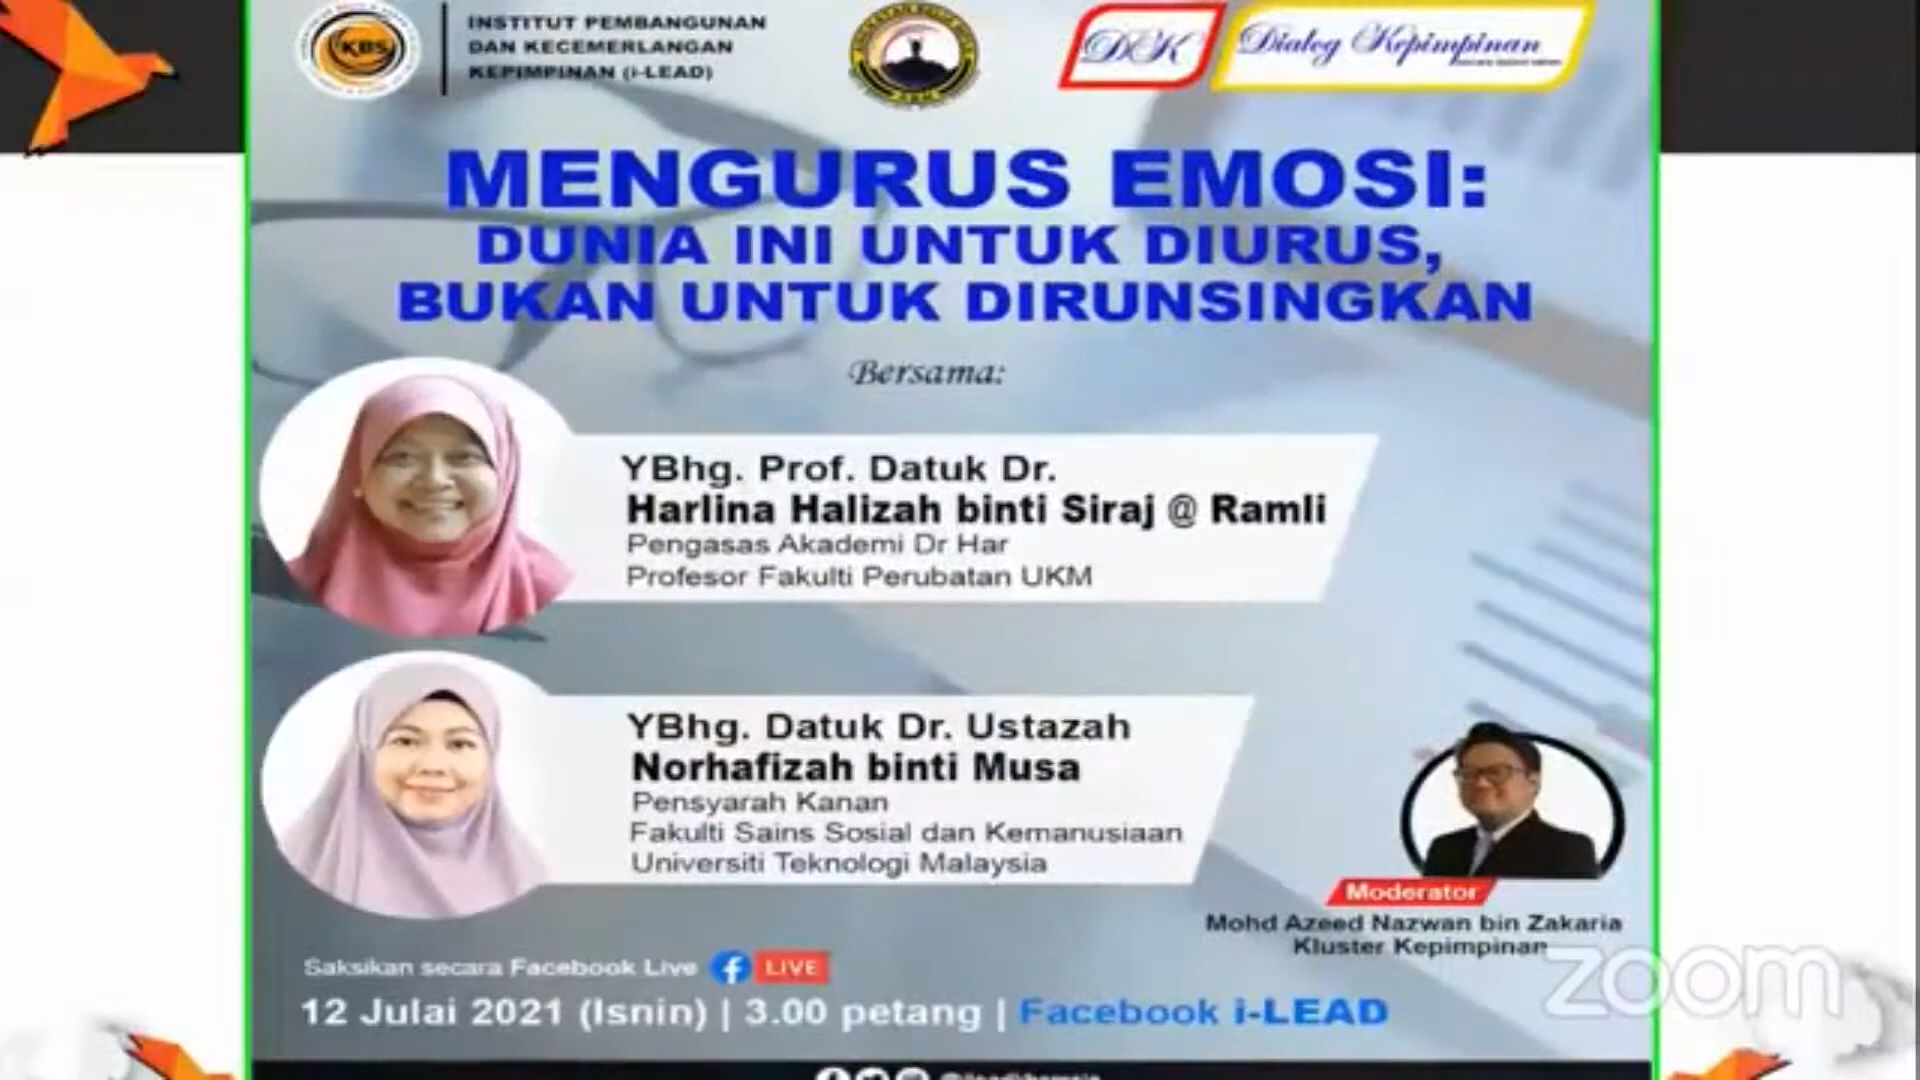 KBS
INSTITUT PEMBANGUNAN
DAN KECEMERLANGAN
KEPIMPINAN (i-LEAD)
DK
Dialog Kepimpinan
MENGURUS EMOSI:
DUNIA INI UNTUK DIURUS,
BUKAN UNTUK DIRUNSINGKAN
Bersama:
YBhg. Prof. Datuk Dr.
Harlina Halizah binti Siraj @ Ramli
Pengasas Akademi Dr Har
Profesor Fakulti Perubatan UKM
YBhg. Datuk Dr. Ustazah
Norhafizah binti Musa
Pensyarah Kanan
Fakulti Sains Sosial dan Kemanusiaan
Universiti Teknologi Malaysia
Moderator
Mohd Azeed Nazwan bin Zakaria
Kluster Kepimpinan
Saksikan secara Facebook Live f LIVE
12 Julai 2021 (Isnin) | 3.00 petang | Facebook i-LEAD
zoom